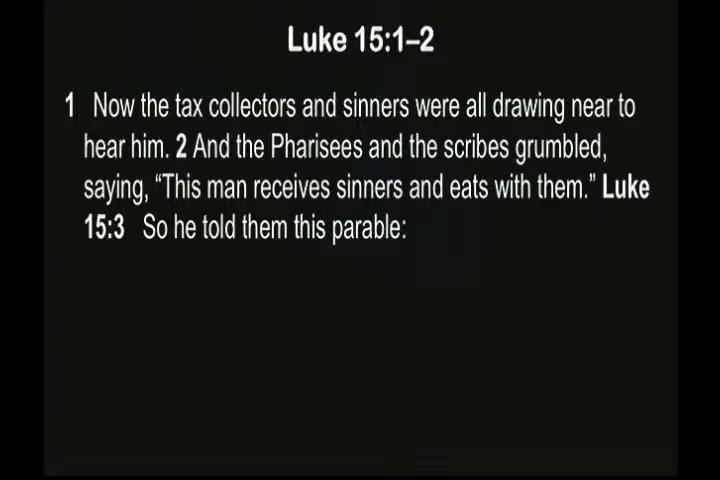 Luke 15:1–2
1 Now the tax collectors and sinners were all drawing near to
hear him. 2 And the Pharisees and the scribes grumbled,
saying, “This man receives sinners and eats with them.” Luke
15:3 So he told them this parable: